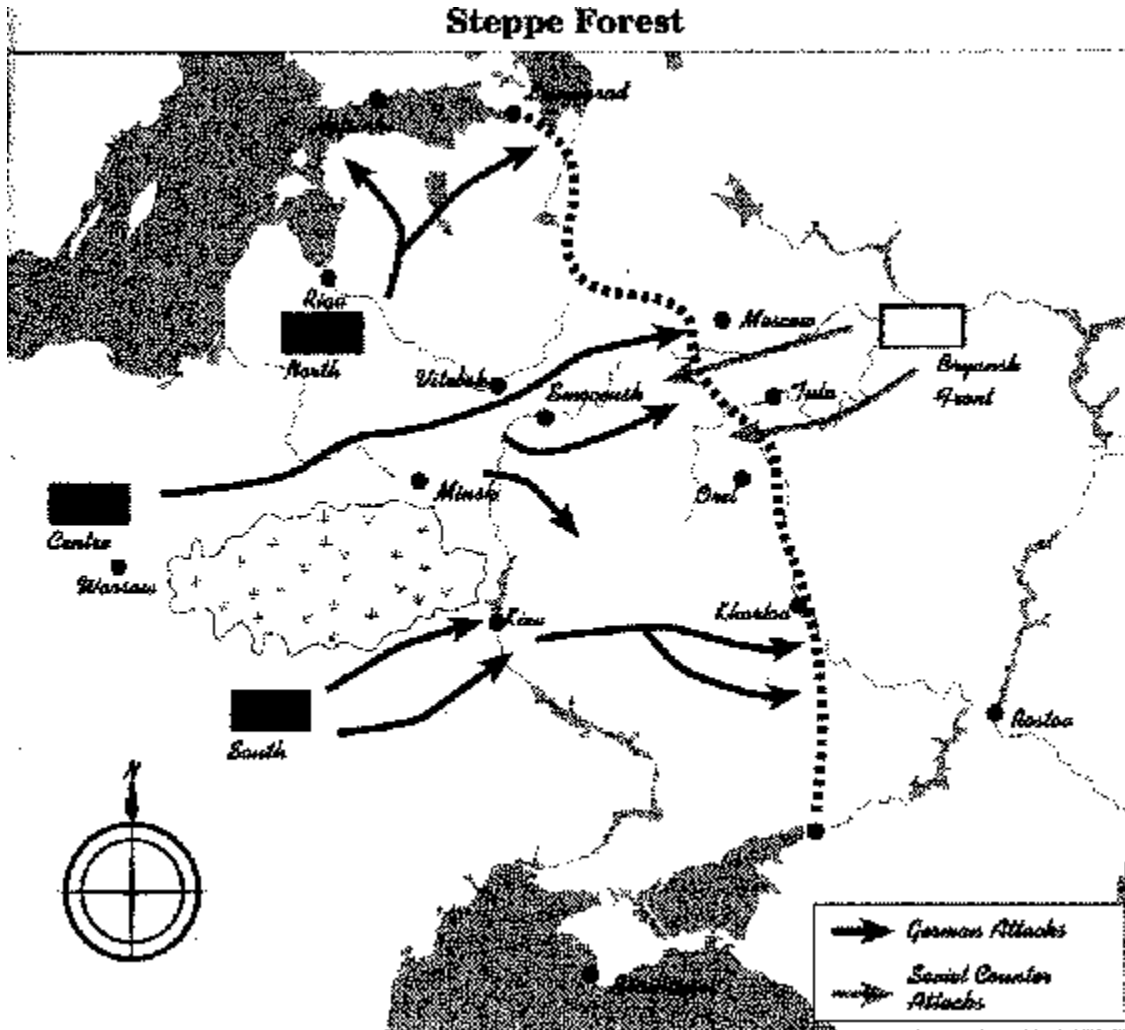 Steppe Forest
Riga
North
Moscow
Bryansk
Front
Vitebsk
Tula
Minsk
Orel
Centre
Warsaw
Kiev
Rostov
South
N
German Attacks
Soviet Counter
Attacks